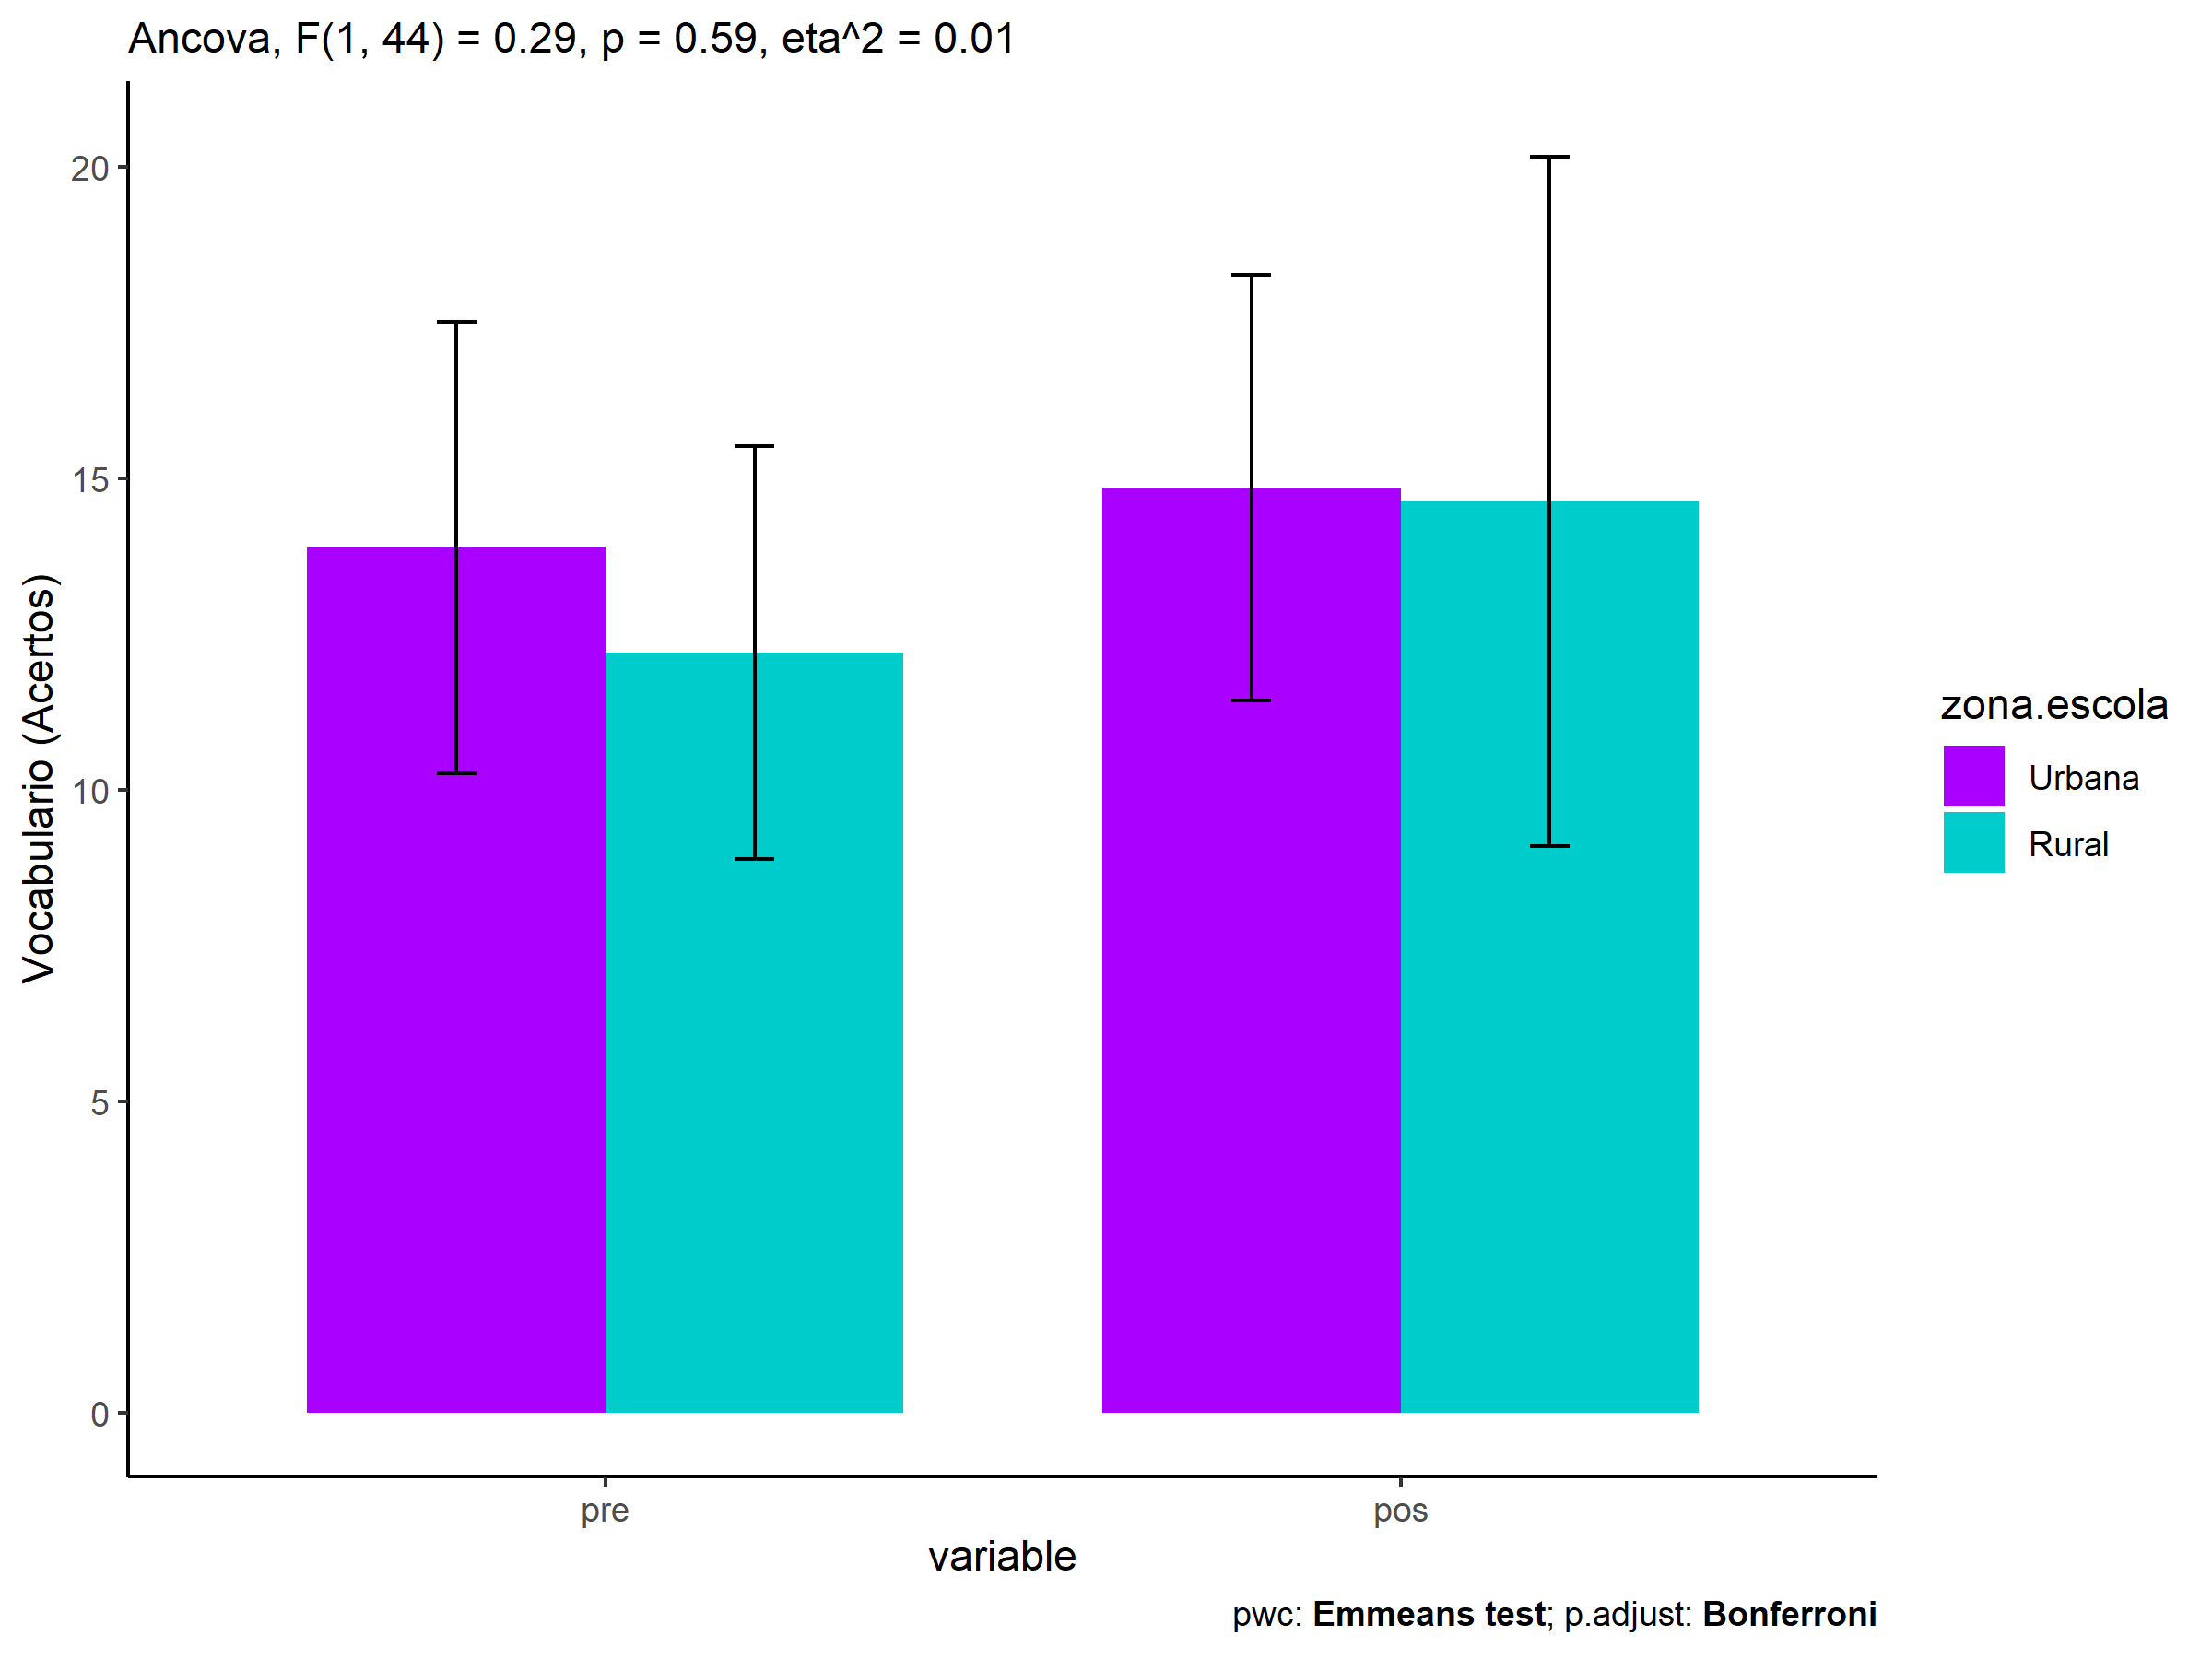 Ancova, F(1, 44) = 0.29, p = 0.59, eta^2 = 0.01
Vocabulario (Acertos)
20
15
10
5
0
pre
pos
variable
zona.escola
Urbana
Rural
pwc: Emmeans test; p.adjust: Bonferroni